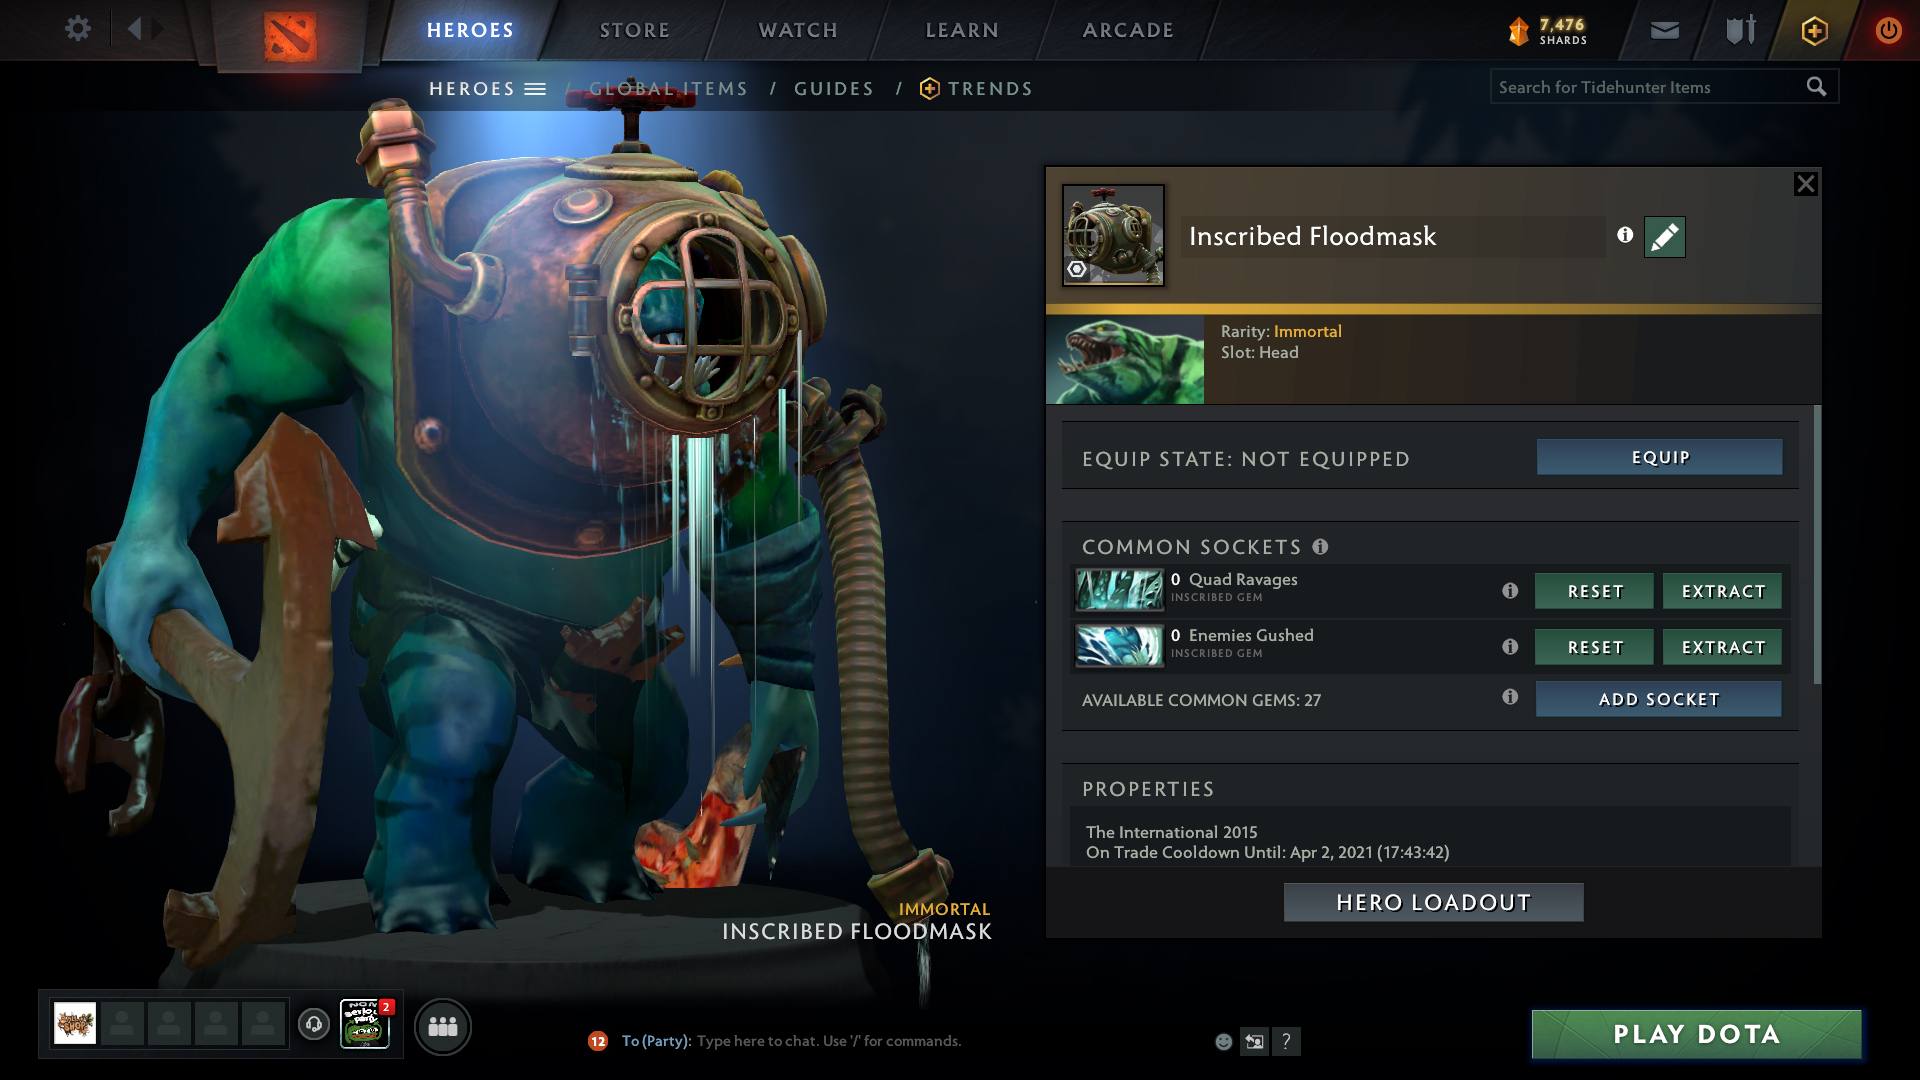 HEROES
STORE
WATCH
LEARN
ARCADE
7,476
SHARDS
HEROES / GLOBAL ITEMS / GUIDES / TRENDS
Search for Tidehunter Items
Inscribed Floodmask
Rarity: Immortal
Slot: Head
EQUIP STATE: NOT EQUIPPED
EQUIP
COMMON SOCKETS
0 Quad Ravages
INSCRIBED GEM
RESET
EXTRACT
0 Enemies Gushed
INSCRIBED GEM
RESET
EXTRACT
AVAILABLE COMMON GEMS: 27
ADD SOCKET
PROPERTIES
The International 2015
On Trade Cooldown Until: Apr 2, 2021 (17:43:42)
HERO LOADOUT
IMMORTAL
INSCRIBED FLOODMASK
2
12
To (Party): Type here to chat. Use '/' for commands.
?
PLAY DOTA